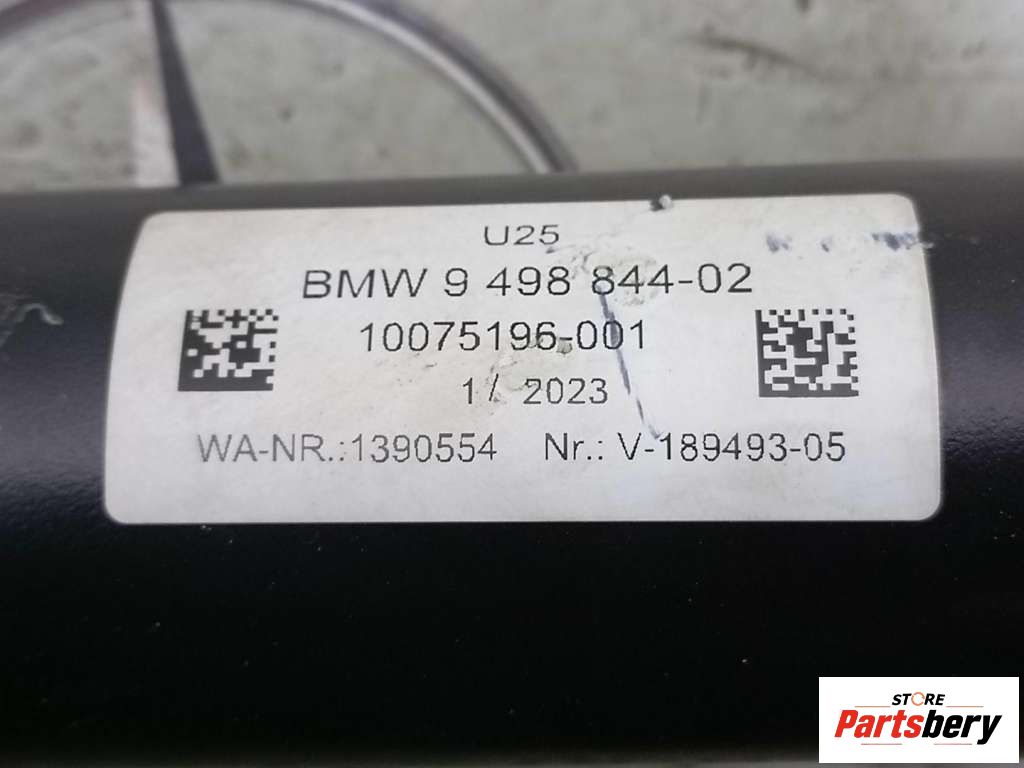 U25
BMW 9 498 844-02
10075196-001
1/ 2023
WA-NR.:1390554 Nr.: V-189493-05
STORE
Partsbery